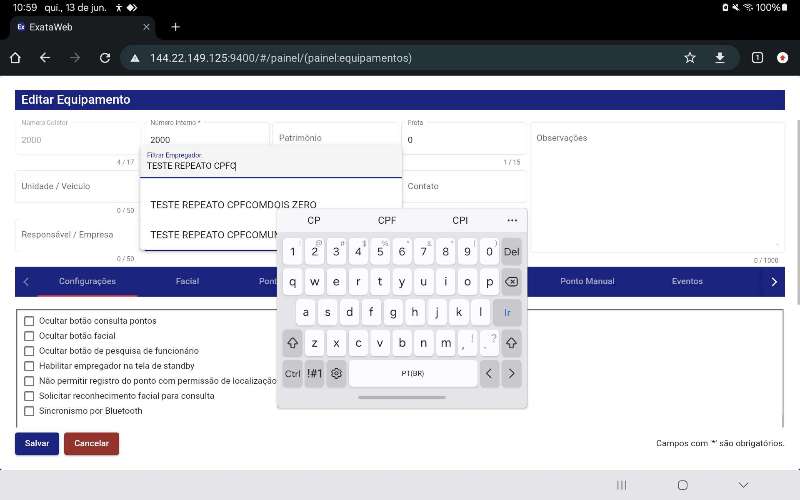 10:59 qui., 13 de jun.
100%
Ex ExataWeb
144.22.149.125:9400/#/painel/(painel:equipamentos)
1
Editar Equipamento
Número Coletor
2000
4 / 17
Número Interno *
2000
Patrimônio
Frota
0
1 / 15
Observações
Filtrar Empregador
TESTE REPEATO CPFC
Unidade / Veículo
0 / 50
Contato
TESTE REPEATO CPFCOMDOIS ZERO
TESTE REPEATO CPFCOMUM
Responsável / Empresa
0 / 50
0 / 1000
Configurações
Facial
Pont
Ponto Manual
Eventos
Ocultar botão consulta pontos
Ocultar botão facial
Ocultar botão de pesquisa de funcionário
Habilitar empregador na tela de standby
Não permitir registro do ponto com permissão de localização
Solicitar reconhecimento facial para consulta
Sincronismo por Bluetooth
CP CPF CPI ...
1 2 3 4 5 6 7 8 9 0 Del
q w e r t y u i o p
a s d f g h j k l Ir
z x c v b n m , ! . ?
Ctrl !#1 PT(BR) < >
Salvar
Cancelar
Campos com '*' são obrigatórios.